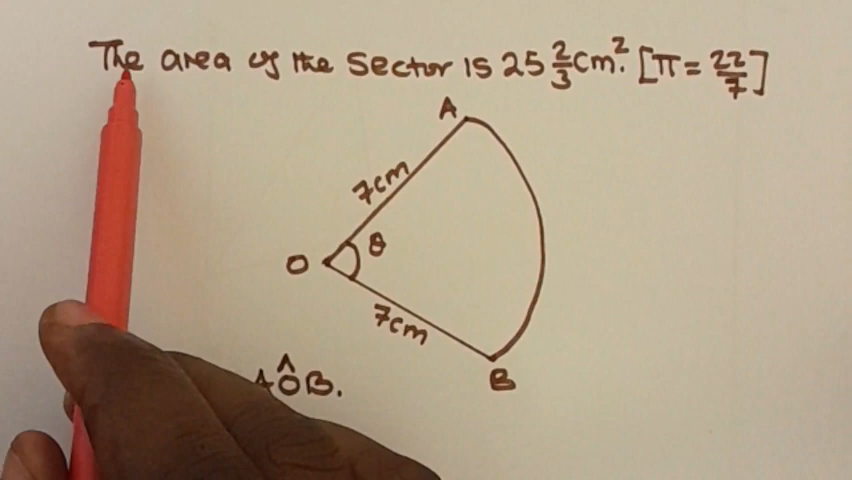 The area of the Sector is 25 2/3 cm². [π = 22/7]
A
7cm
θ
O
7cm
B
AÔB.